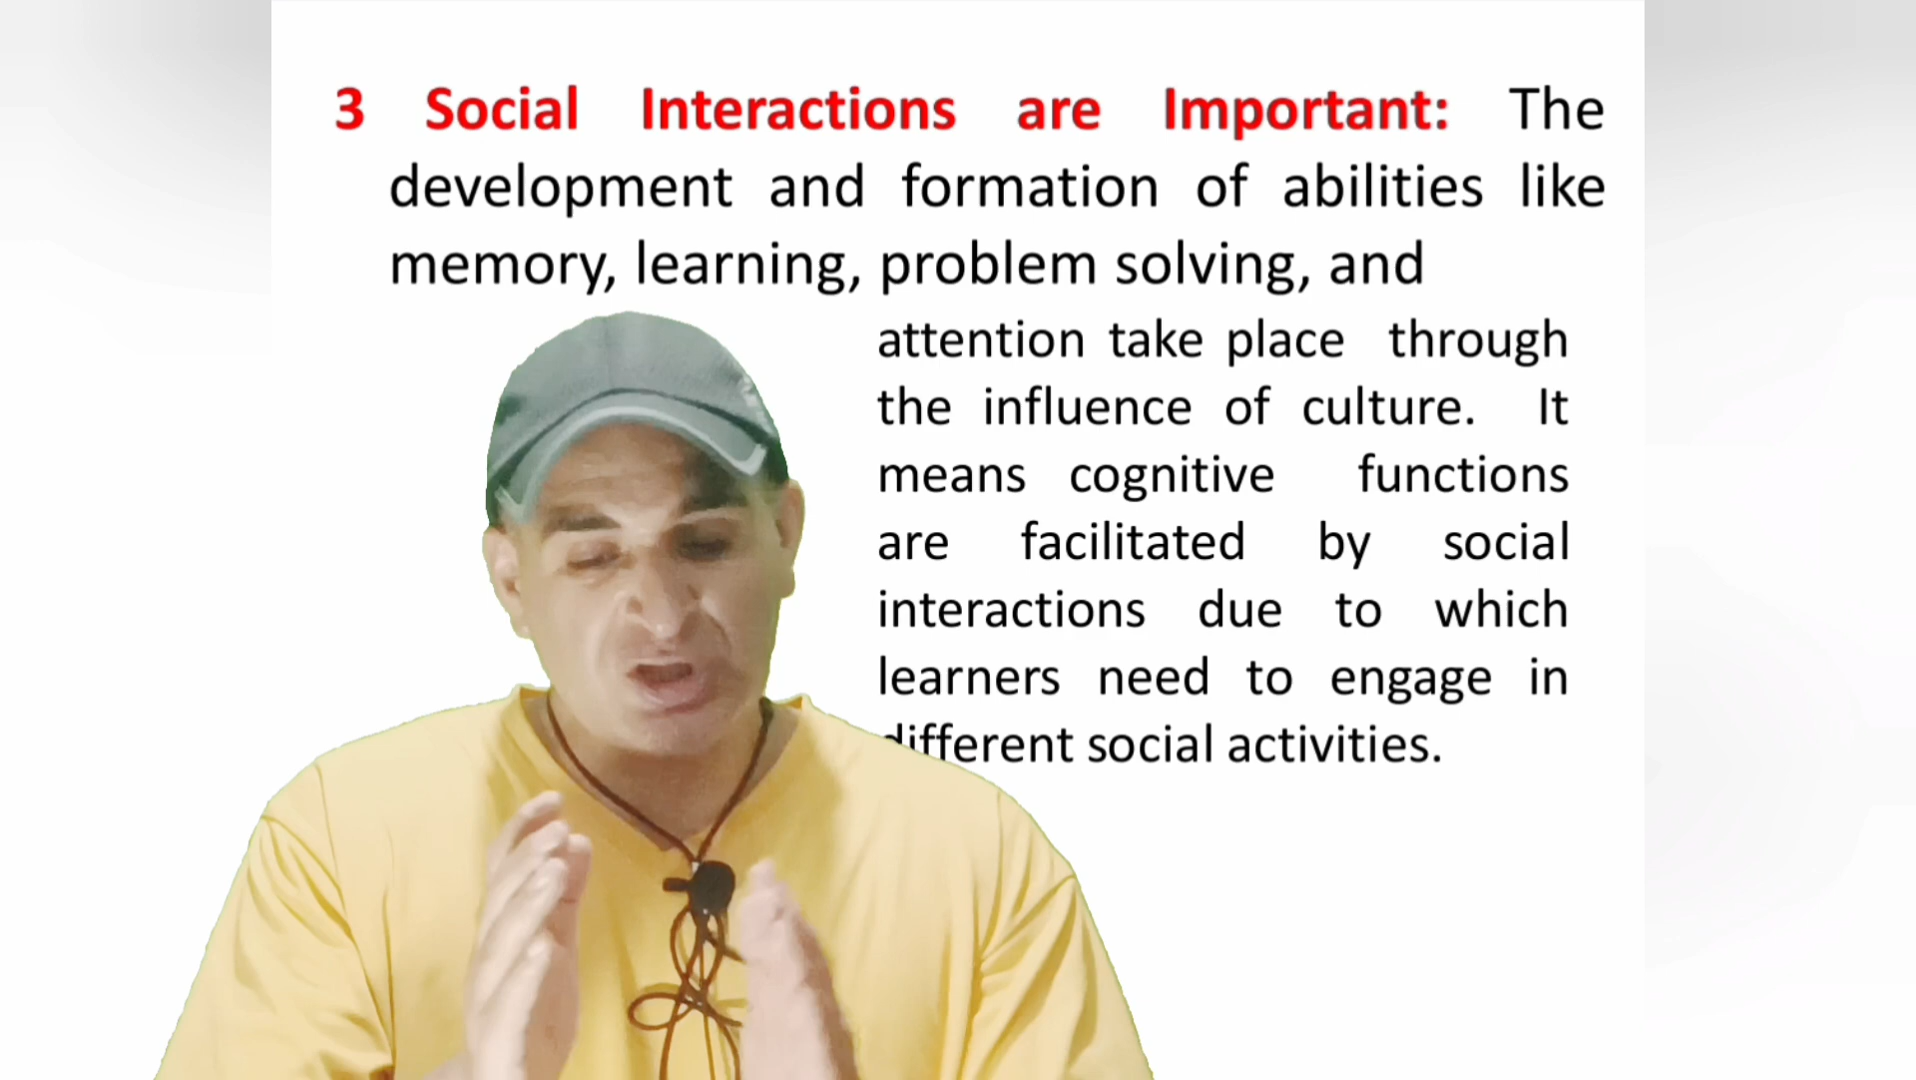 3 Social Interactions are Important: The
development and formation of abilities like
memory, learning, problem solving, and
attention take place through
the influence of culture. It
means cognitive functions
are facilitated by social
interactions due to which
learners need to engage in
different social activities.